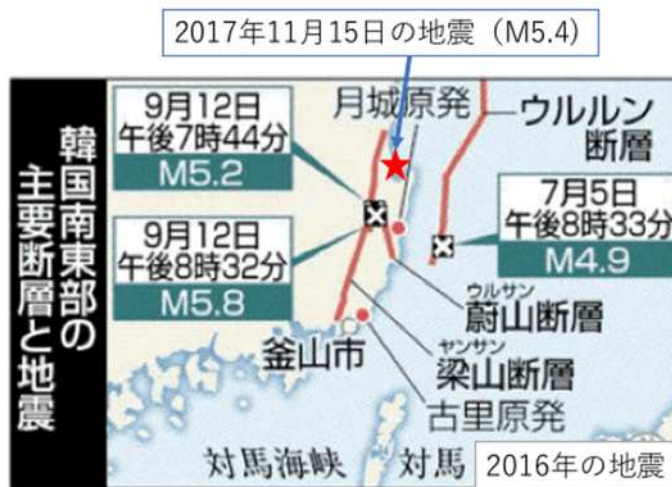 2017年11月15日の地震（M5.4）
韓国南東部の
主要断層と地震
9月12日
午後7時44分
M5.2
月城原発
ウルルン
断層
7月5日
午後8時33分
M4.9
9月12日
午後8時32分
M5.8
ウルサン
蔚山断層
釜山市
ヤンサン
梁山断層
古里原発
対馬海峡
対馬
2016年の地震